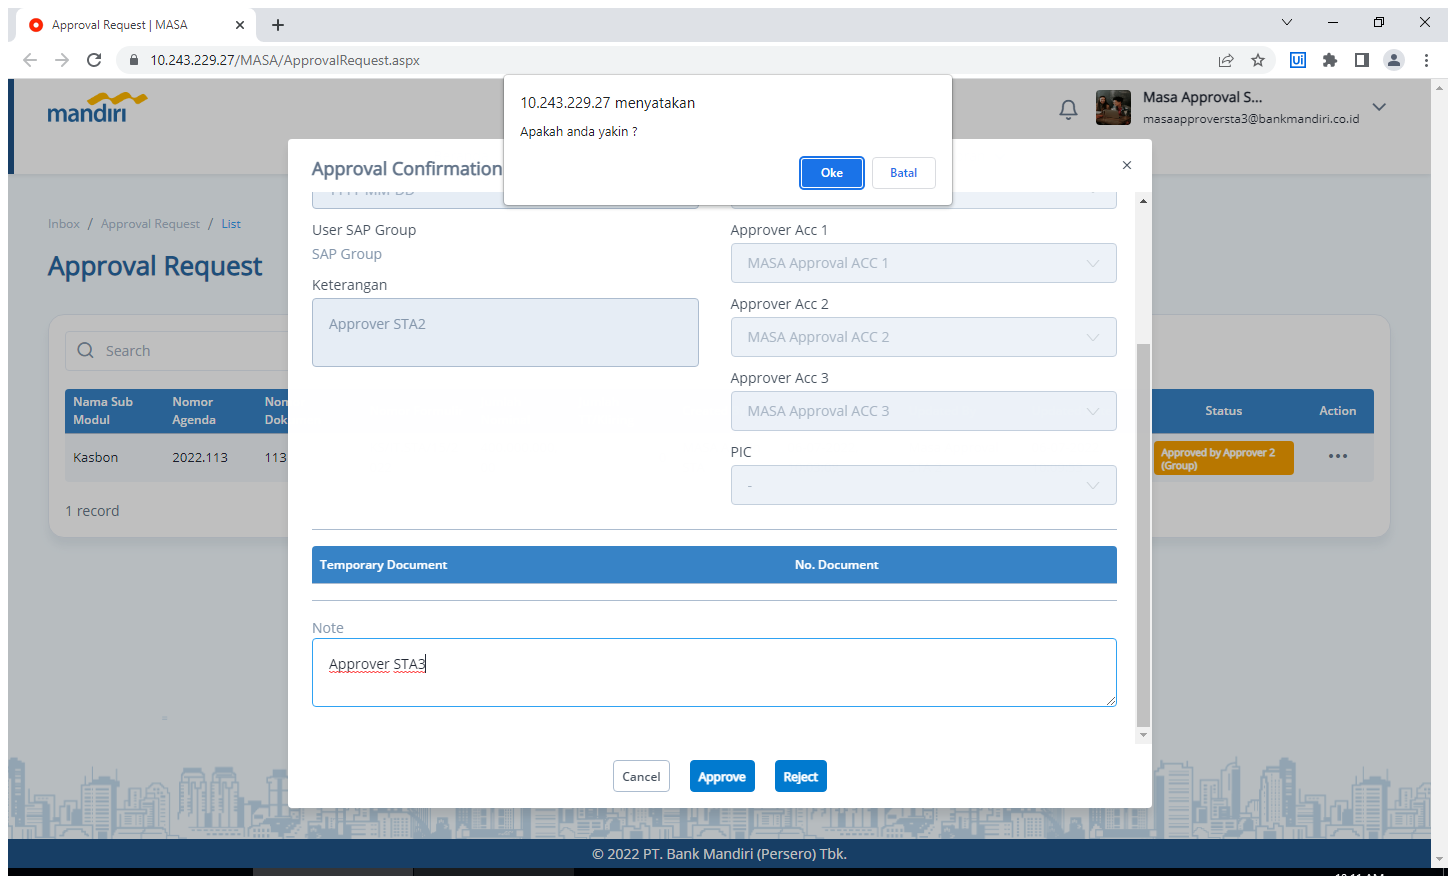 Approval Request | MASA
10.243.229.27/MASA/ApprovalRequest.aspx
Ui
mandiri
Masa Approval S...
masaapproversta3@bankmandiri.co.id
10.243.229.27 menyatakan
Apakah anda yakin ?
Oke
Batal
Inbox / Approval Request / List
Approval Request
Search
Nama Sub Modul
Nomor Agenda
Status
Action
Kasbon
2022.113
113
Approved by Approver 2 (Group)
1 record
Approval Confirmation
YYYY-MM-DD
User SAP Group
SAP Group
Keterangan
Approver STA2
Approver Acc 1
MASA Approval ACC 1
Approver Acc 2
MASA Approval ACC 2
Approver Acc 3
MASA Approval ACC 3
PIC
-
Temporary Document
No. Document
Note
Approver STA3
Cancel
Approve
Reject
© 2022 PT. Bank Mandiri (Persero) Tbk.